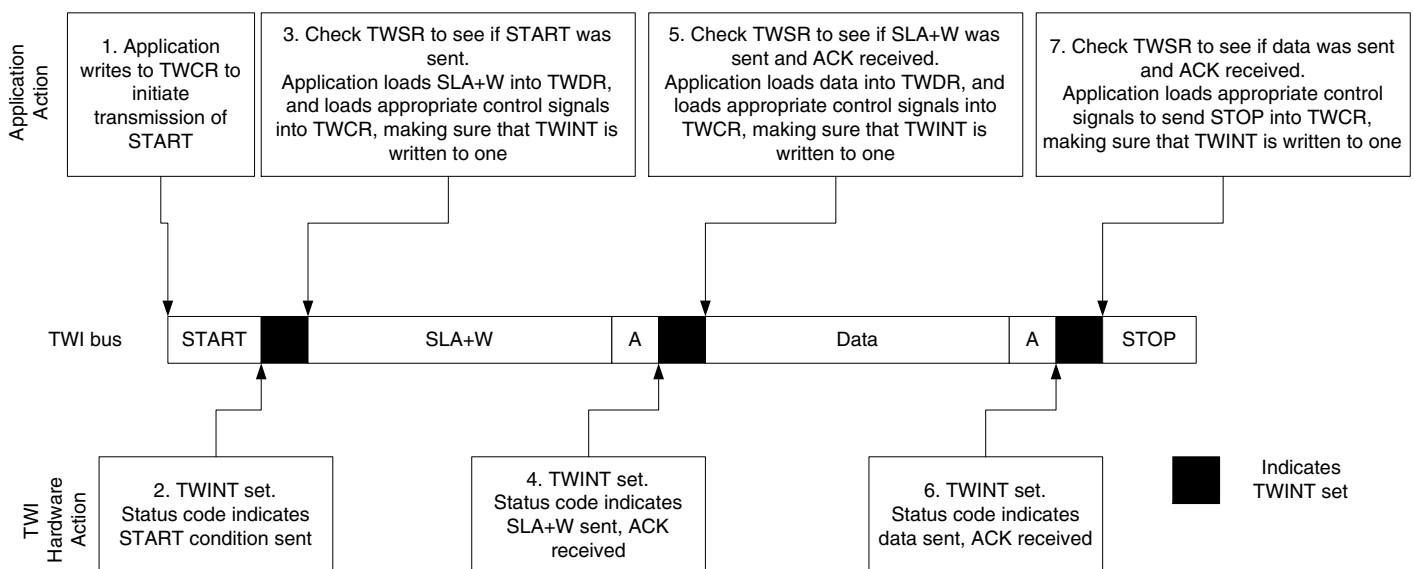 Application
Action
1. Application
writes to TWCR to
initiate
transmission of
START
3. Check TWSR to see if START was
sent.
Application loads SLA+W into TWDR,
and loads appropriate control signals
into TWCR, making sure that TWINT is
written to one
5. Check TWSR to see if SLA+W was
sent and ACK received.
Application loads data into TWDR, and
loads appropriate control signals into
TWCR, making sure that TWINT is
written to one
7. Check TWSR to see if data was sent
and ACK received.
Application loads appropriate control
signals to send STOP into TWCR,
making sure that TWINT is written to one
TWI bus
START
SLA+W
A
Data
A
STOP
TWI
Hardware
Action
2. TWINT set.
Status code indicates
START condition sent
4. TWINT set.
Status code indicates
SLA+W sent, ACK
received
6. TWINT set.
Status code indicates
data sent, ACK received
Indicates
TWINT set